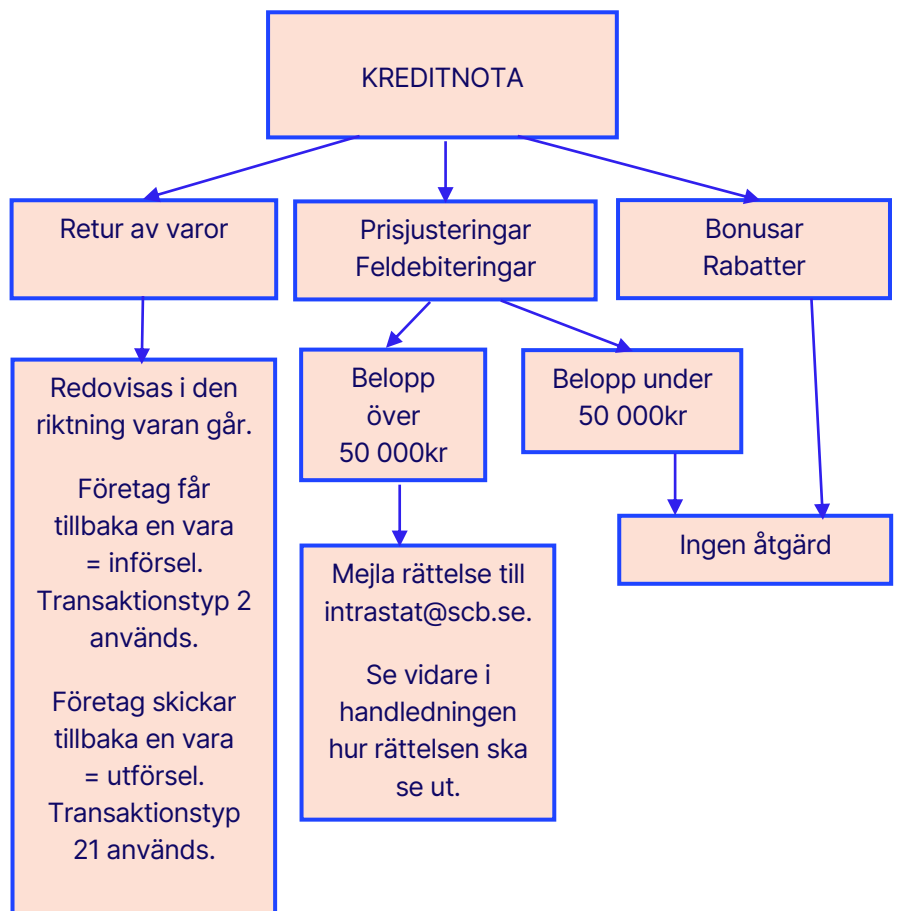 KREDITNOTA
Retur av varor
Prisjusteringar
Feldebiteringar
Bonusar
Rabatter
Redovisas i den
riktning varan går.
Företag får
tillbaka en vara
= införsel.
Transaktionstyp 2
används.
Företag skickar
tillbaka en vara
= utförsel.
Transaktionstyp
21 används.
Belopp
över
50 000kr
Belopp under
50 000kr
Mejla rättelse till
intrastat@scb.se.
Se vidare i
handledningen
hur rättelsen ska
se ut.
Ingen åtgärd